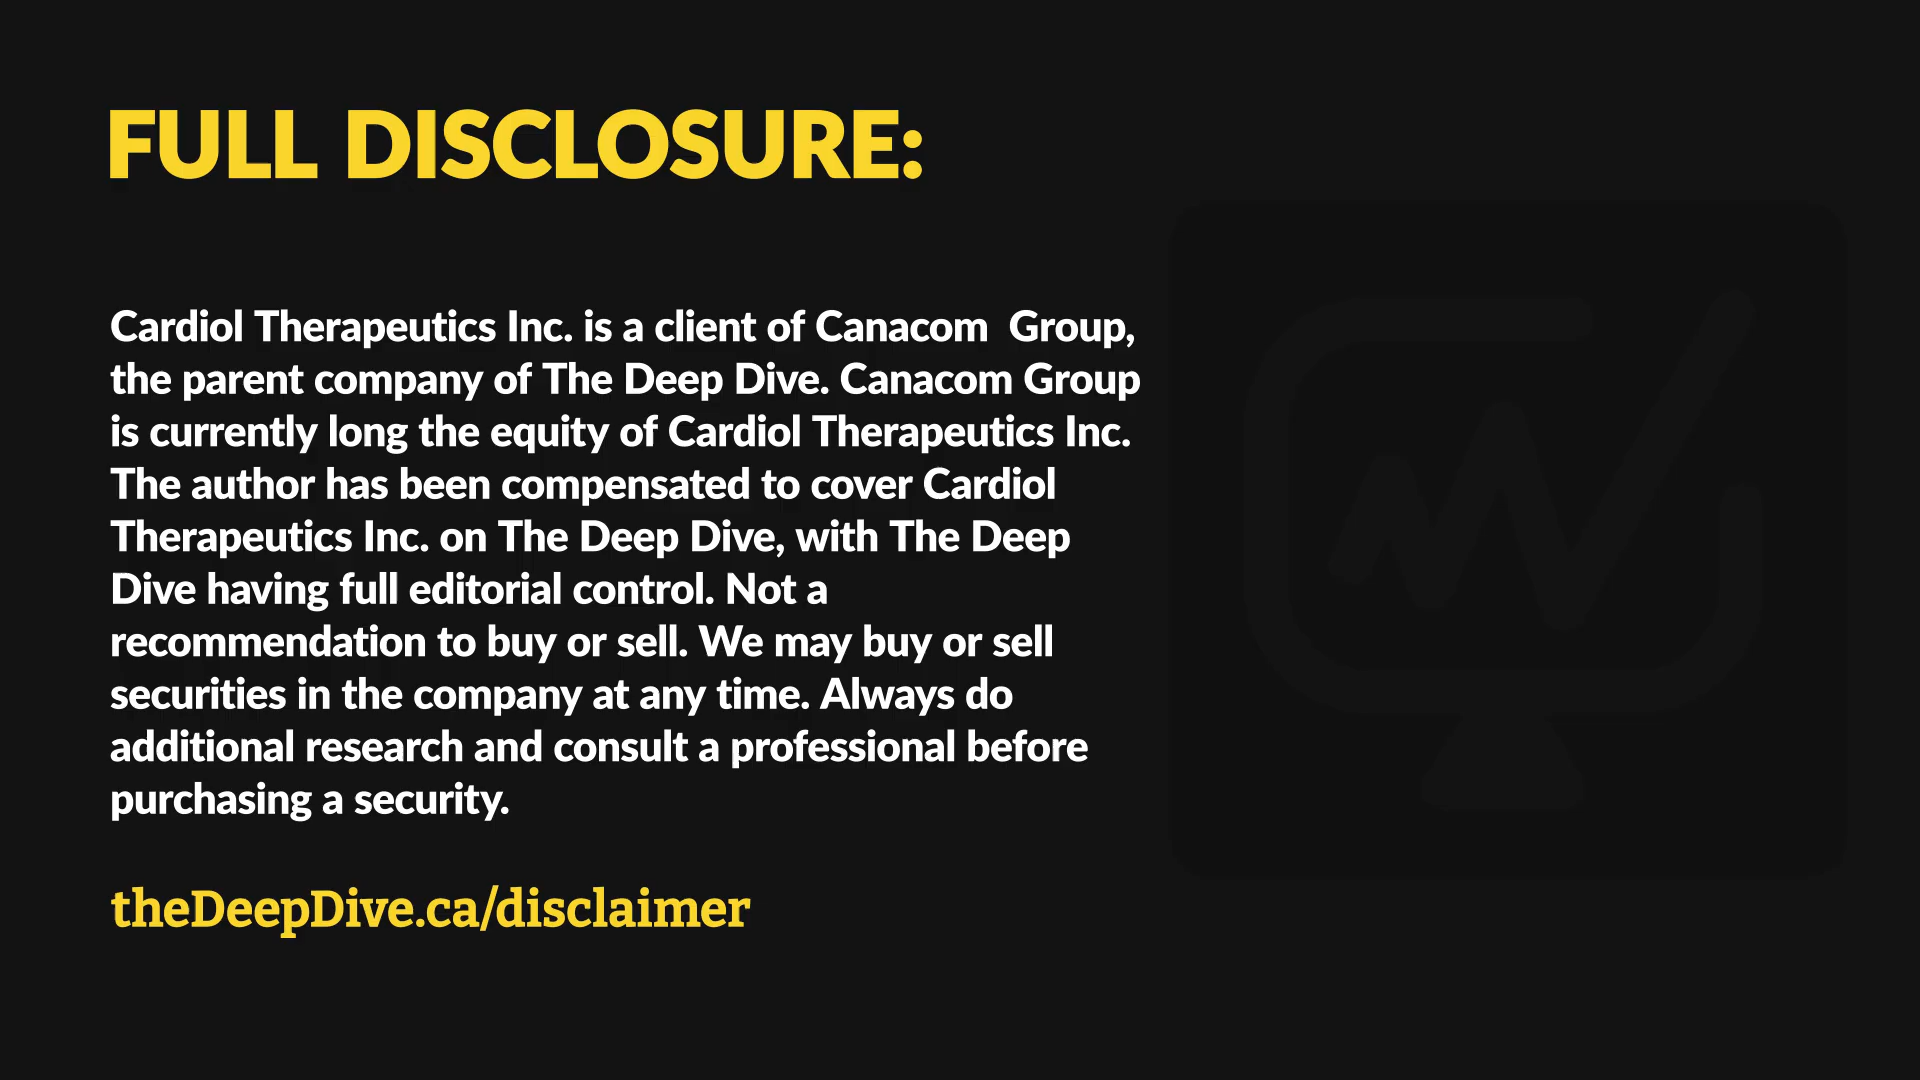 FULL DISCLOSURE:
Cardiol Therapeutics Inc. is a client of Canacom  Group,
the parent company of The Deep Dive. Canacom Group
is currently long the equity of Cardiol Therapeutics Inc.
The author has been compensated to cover Cardiol
Therapeutics Inc. on The Deep Dive, with The Deep
Dive having full editorial control. Not a
recommendation to buy or sell. We may buy or sell
securities in the company at any time. Always do
additional research and consult a professional before
purchasing a security.
theDeepDive.ca/disclaimer